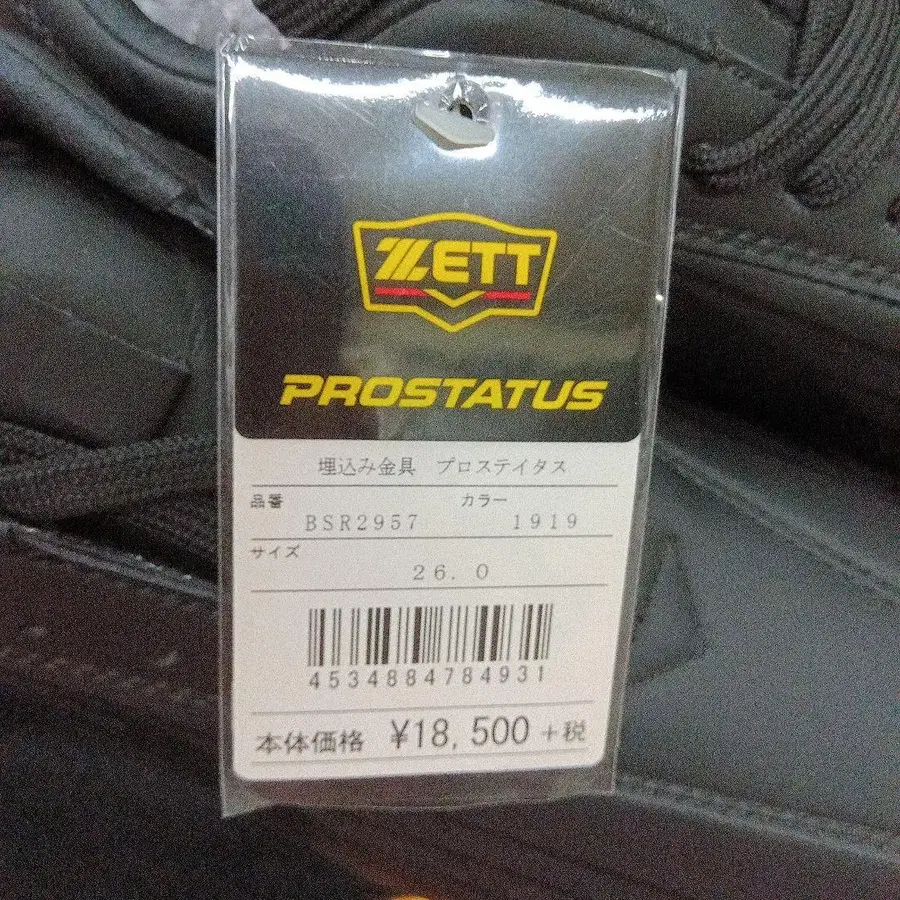 ZETT
PROSTATUS
埋込み金具 プロステイタス
品番 BSR2957 カラー 1919
サイズ
26.0
4534884784931
本体価格 ¥18,500+税